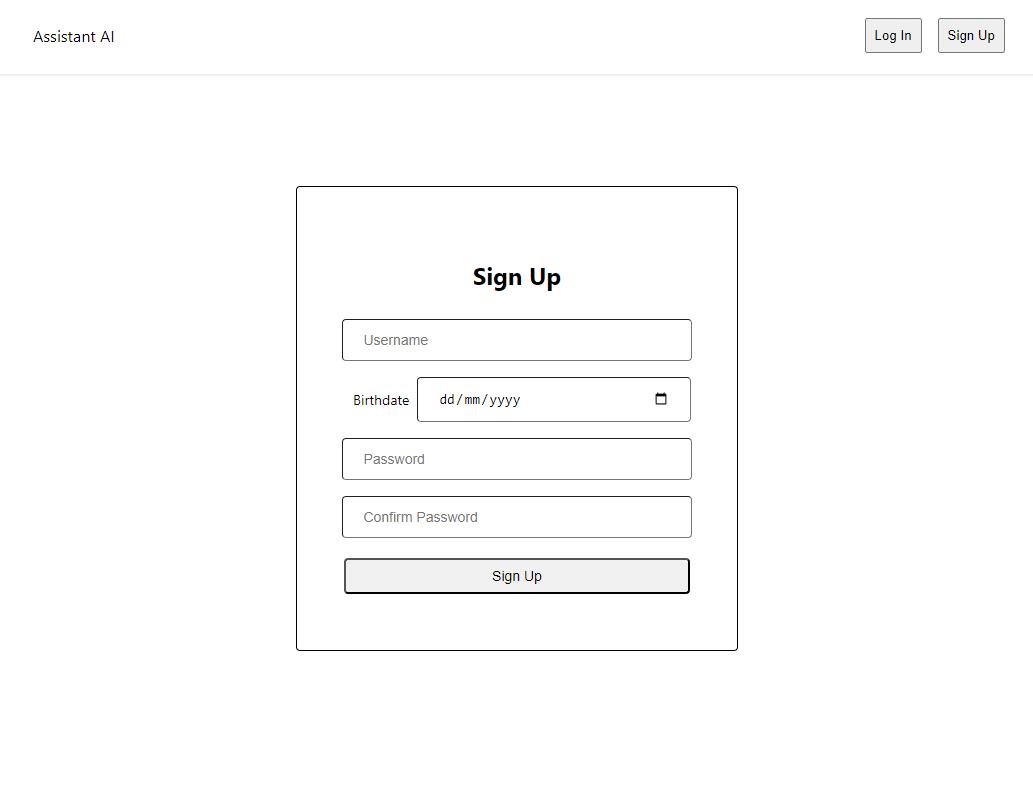 Assistant AI
Log In
Sign Up
Sign Up
Username
Birthdate dd/mm/yyyy
Password
Confirm Password
Sign Up